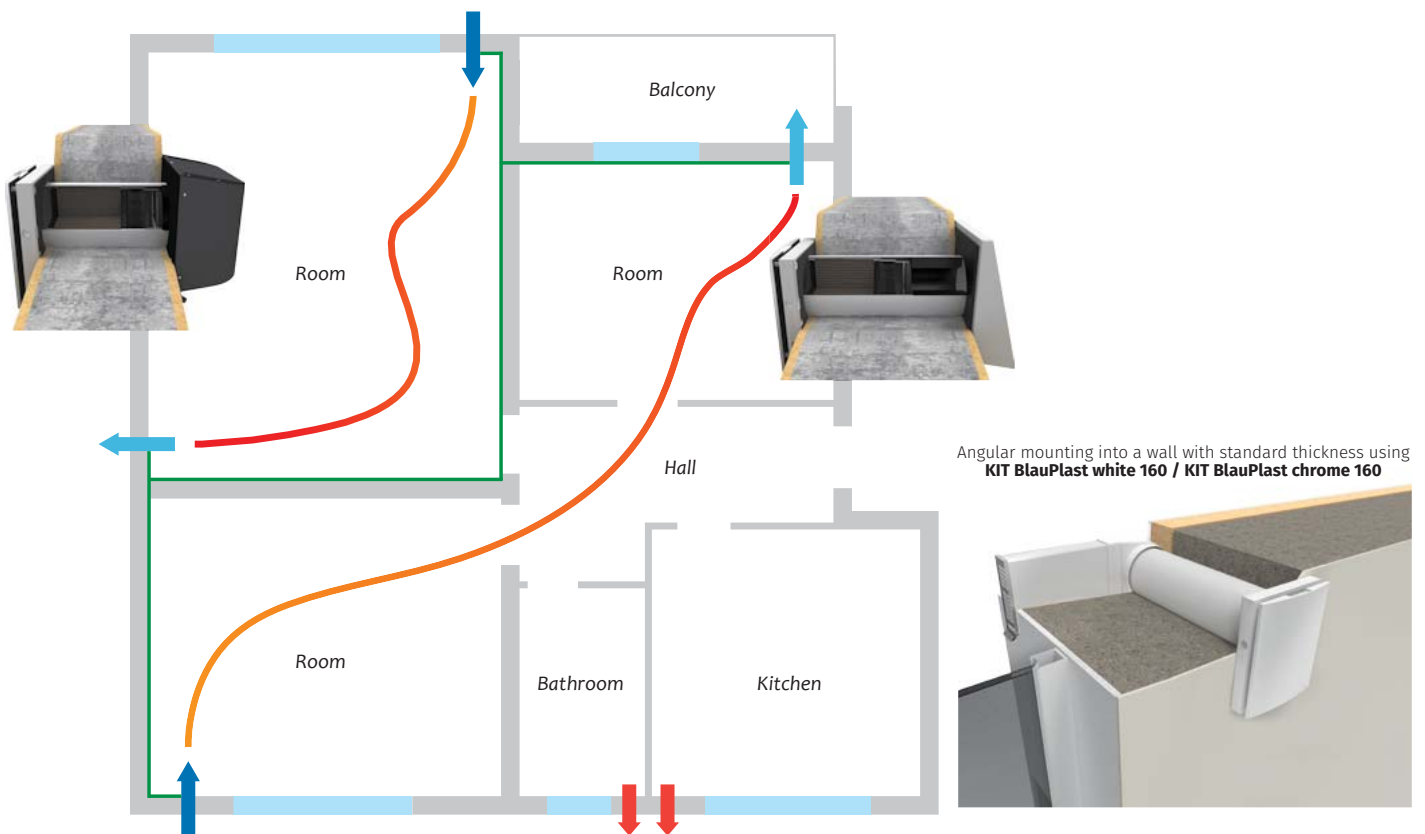 Balcony
Room
Room
Hall
Angular mounting into a wall with standard thickness using
KIT BlauPlast white 160 / KIT BlauPlast chrome 160
Room
Bathroom
Kitchen